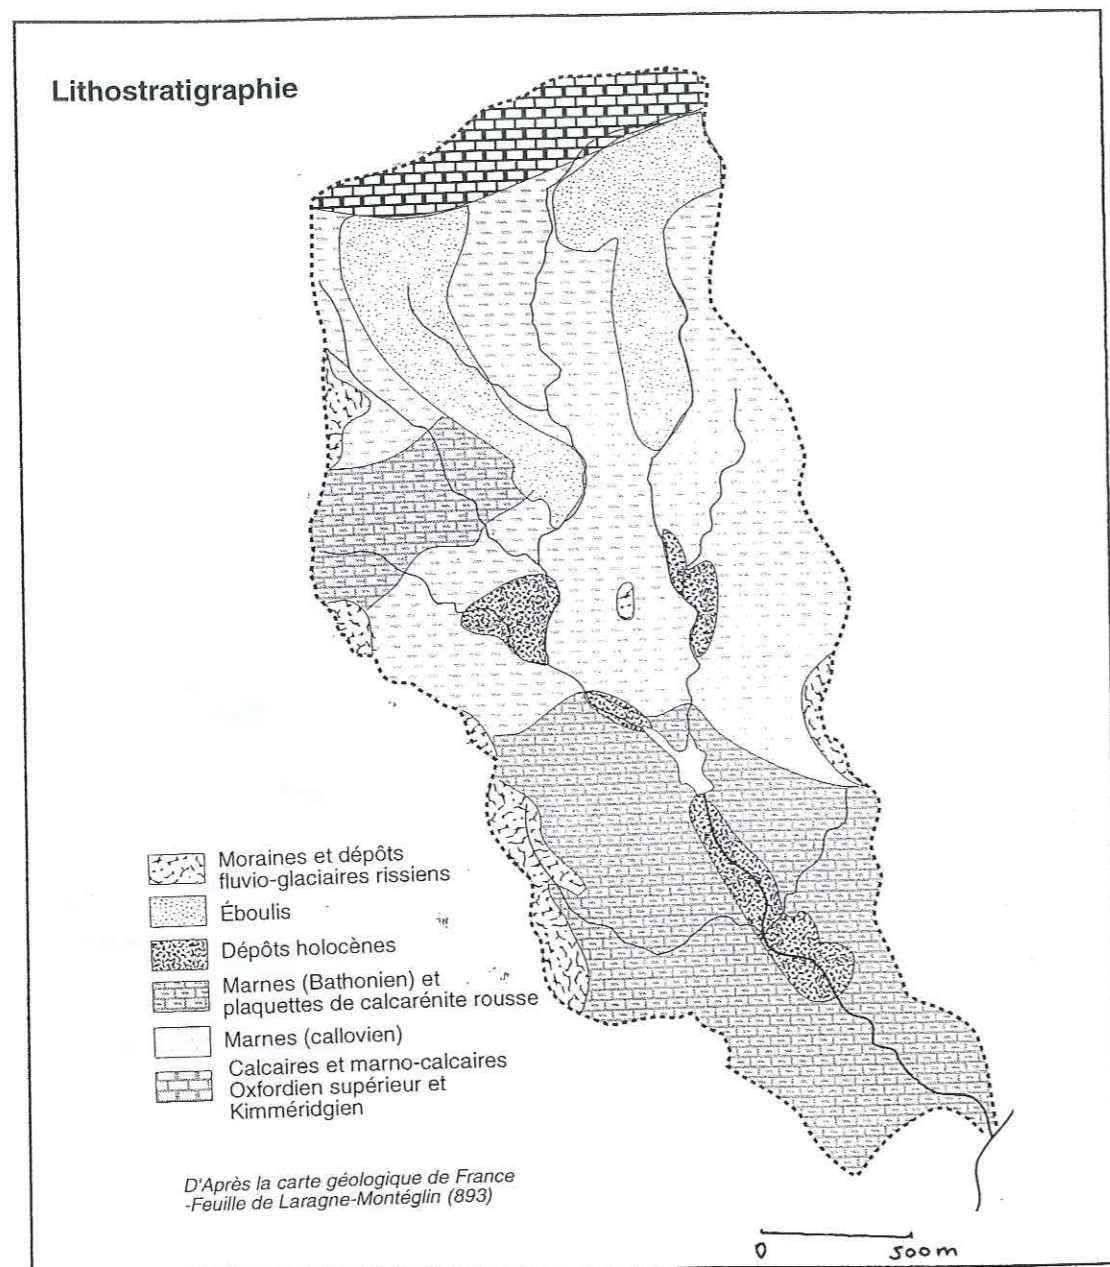 Lithostratigraphie
Moraines et dépôts
fluvio-glaciaires rissiens
Éboulis
Dépôts holocènes
Marnes (Bathonien) et
plaquettes de calcarénite rousse
Marnes (callovien)
Calcaires et marno-calcaires
Oxfordien supérieur et
Kimméridgien
D'Après la carte géologique de France
-Feuille de Laragne-Montéglin (893)
0 500m